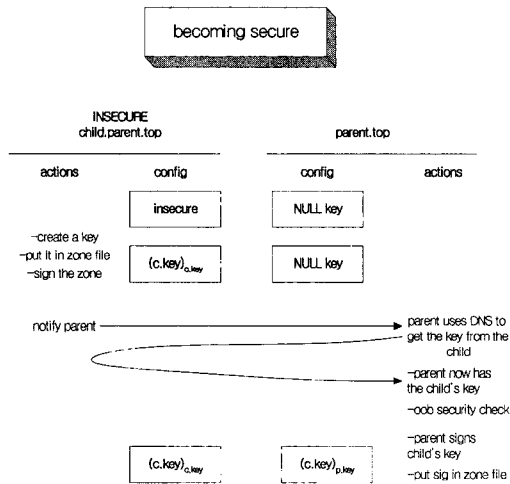 becoming secure
INSECURE
child.parent.top
parent.top
actions
config
config
actions
insecure
NULL key
-create a key
-put it in zone file
-sign the zone
(c.key)c.key
NULL key
notify parent
parent uses DNS to
get the key from the
child
-parent now has
the child's key
-oob security check
-parent signs
child's key
-put sig in zone file
(c.key)c.key
(c.key)p.key